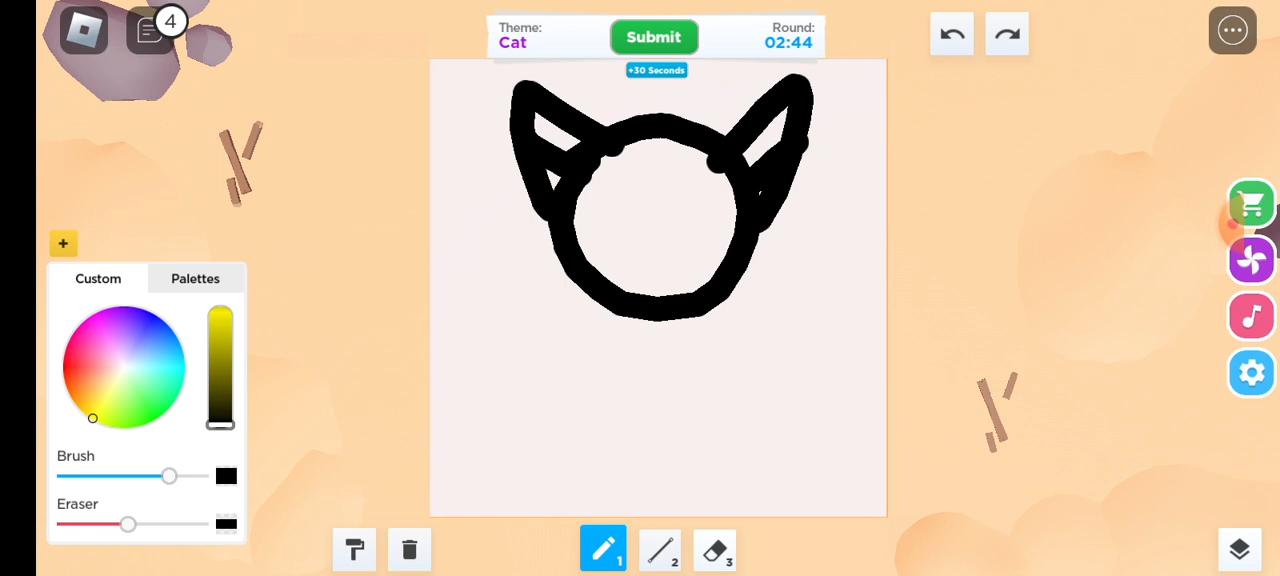 4
Theme:
Cat
Submit
Round:
02:44
+30 Seconds
+
Custom
Palettes
Brush
Eraser
1
2
3